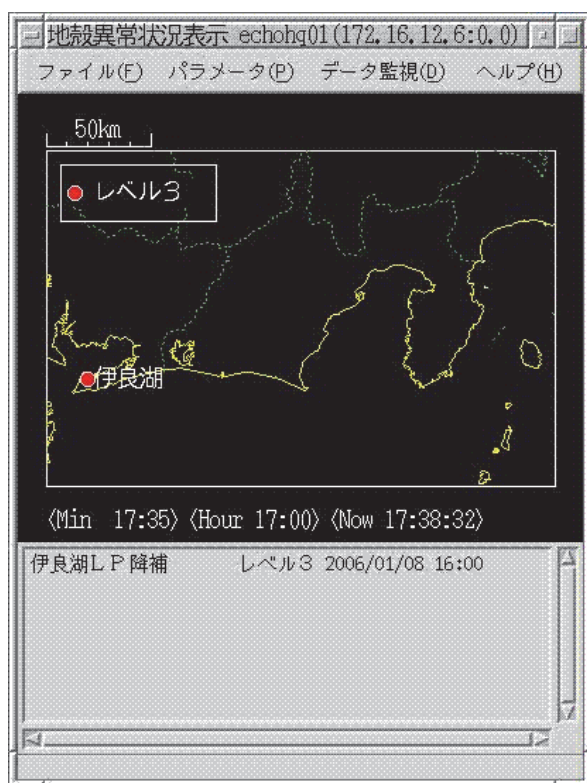 地殻異常状況表示 echohq01(172.16.12.6:0.0)
ファイル(F) パラメータ(P) データ監視(D) ヘルプ(H)
50km
レベル3
伊良湖
〈Min 17:35〉〈Hour 17:00〉〈Now 17:38:32〉
伊良湖LP降補 レベル3 2006/01/08 16:00